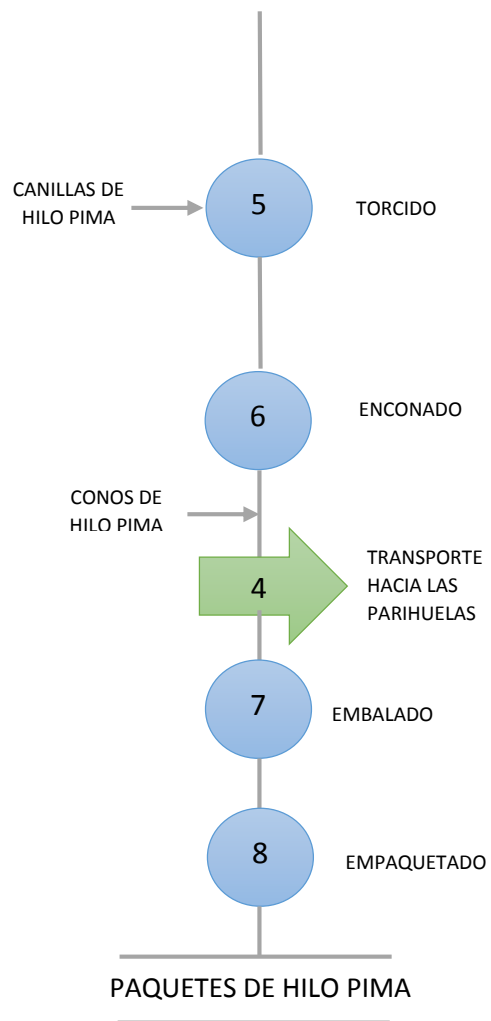 CANILLAS DE
HILO PIMA
5
TORCIDO
6
ENCONADO
CONOS DE
HILO PIMA
4
TRANSPORTE
HACIA LAS
PARIHUELAS
7
EMBALADO
8
EMPAQUETADO
PAQUETES DE HILO PIMA